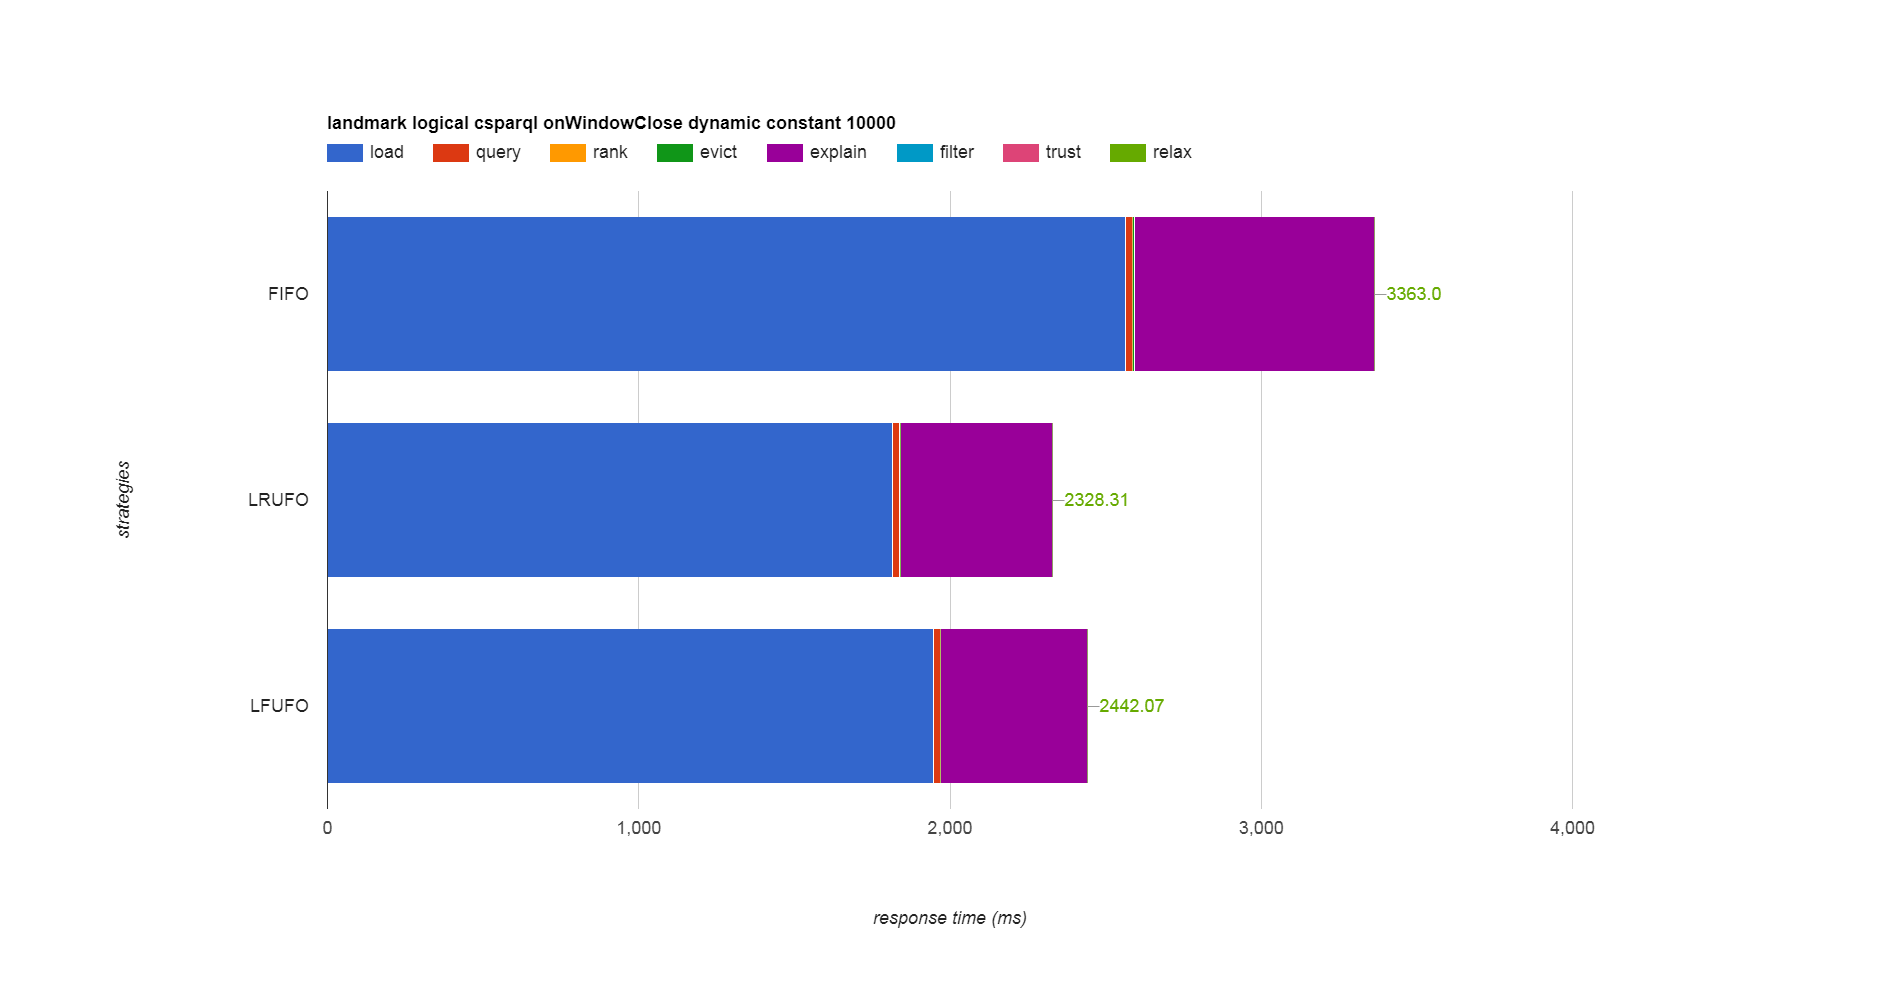 landmark logical csparql onWindowClose dynamic constant 10000
load query rank evict explain filter trust relax
FIFO 3363.0
LRUFO 2328.31
LFUFO 2442.07
strategies
0 1,000 2,000 3,000 4,000
response time (ms)